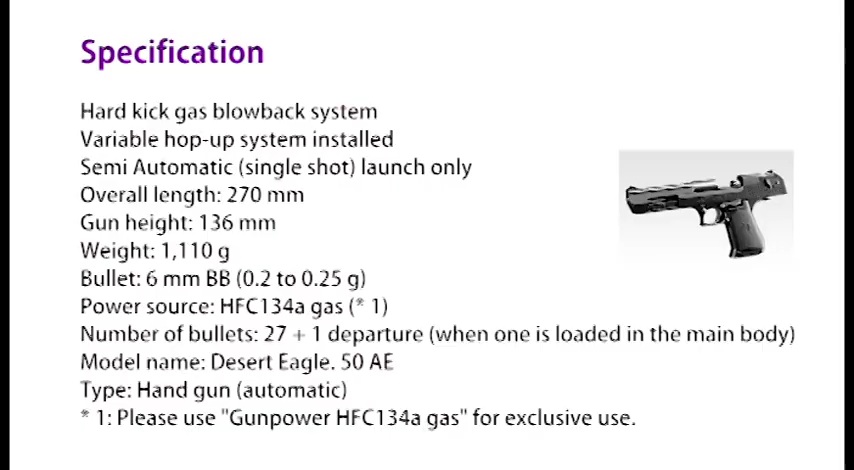 Specification
Hard kick gas blowback system
Variable hop-up system installed
Semi Automatic (single shot) launch only
Overall length: 270 mm
Gun height: 136 mm
Weight: 1,110 g
Bullet: 6 mm BB (0.2 to 0.25 g)
Power source: HFC134a gas (* 1)
Number of bullets: 27 + 1 departure (when one is loaded in the main body)
Model name: Desert Eagle. 50 AE
Type: Hand gun (automatic)
* 1: Please use "Gunpower HFC134a gas" for exclusive use.